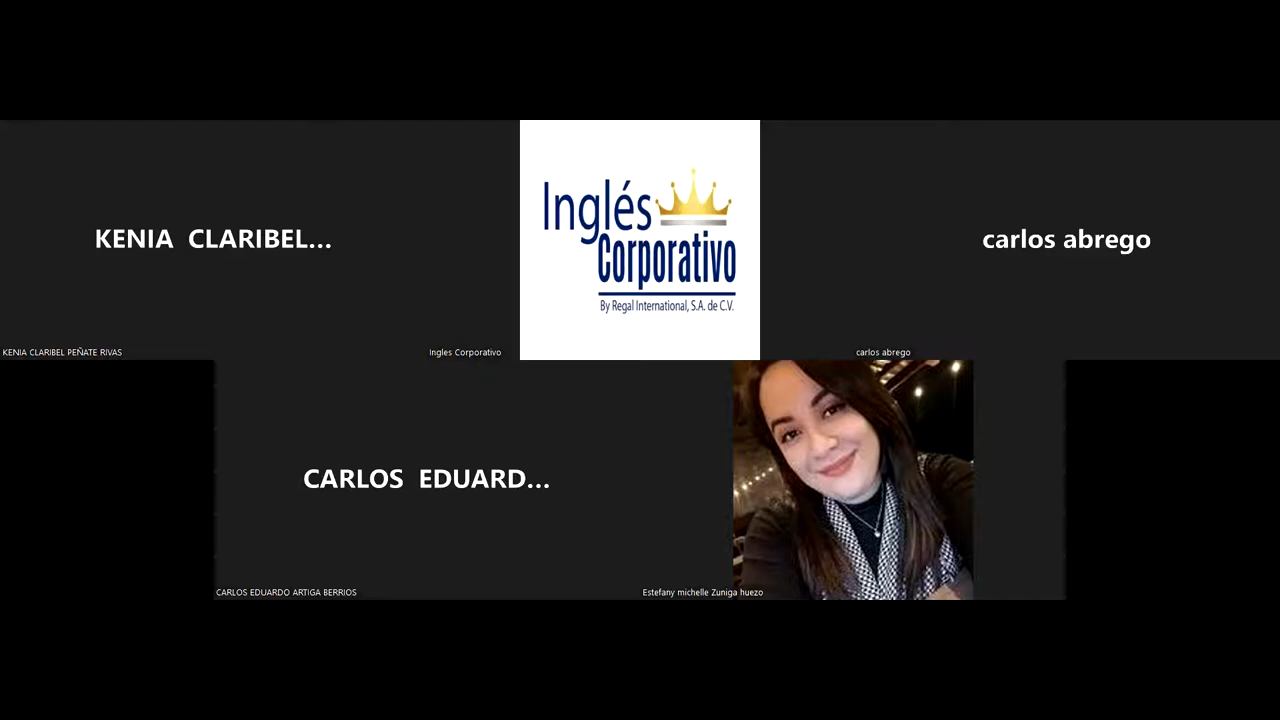 KENIA CLARIBEL...
Inglés
Corporativo
By Regal International, S.A. de C.V.
carlos abrego
KENIA CLARIBEL PEÑATE RIVAS
Ingles Corporativo
carlos abrego
CARLOS EDUARD...
CARLOS EDUARDO ARTIGA BERRIOS
Estefany michelle Zuniga huezo